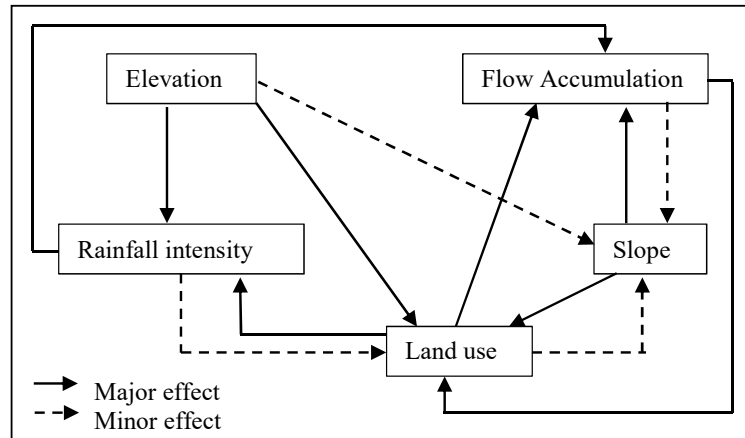 Elevation
Flow Accumulation
Rainfall intensity
Slope
Land use
Major effect
Minor effect